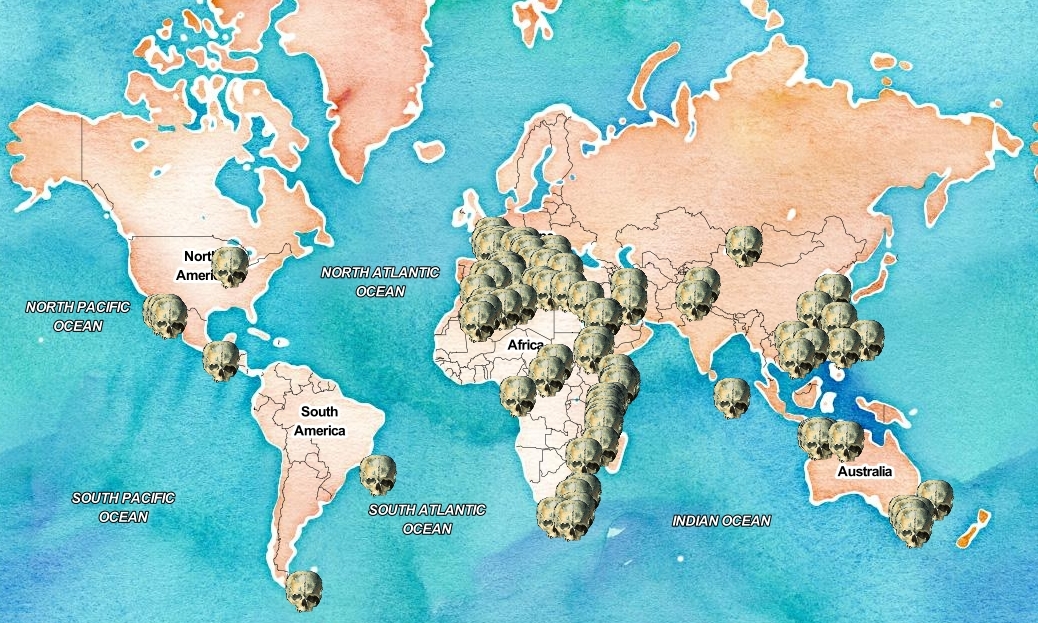 North
Ameri
NORTH ATLANTIC
OCEAN
NORTH PACIFIC
OCEAN
Africa
South
America
Australia
SOUTH PACIFIC
OCEAN
SOUTH ATLANTIC
OCEAN
INDIAN OCEAN